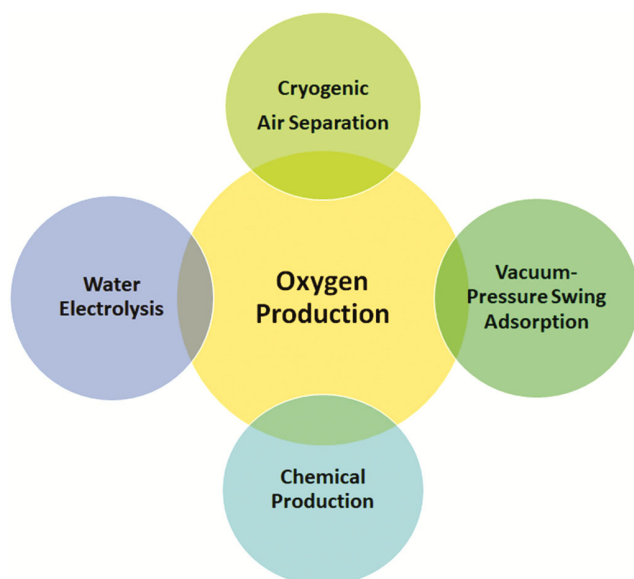 Cryogenic
Air Separation
Water
Electrolysis
Oxygen
Production
Vacuum-
Pressure Swing
Adsorption
Chemical
Production